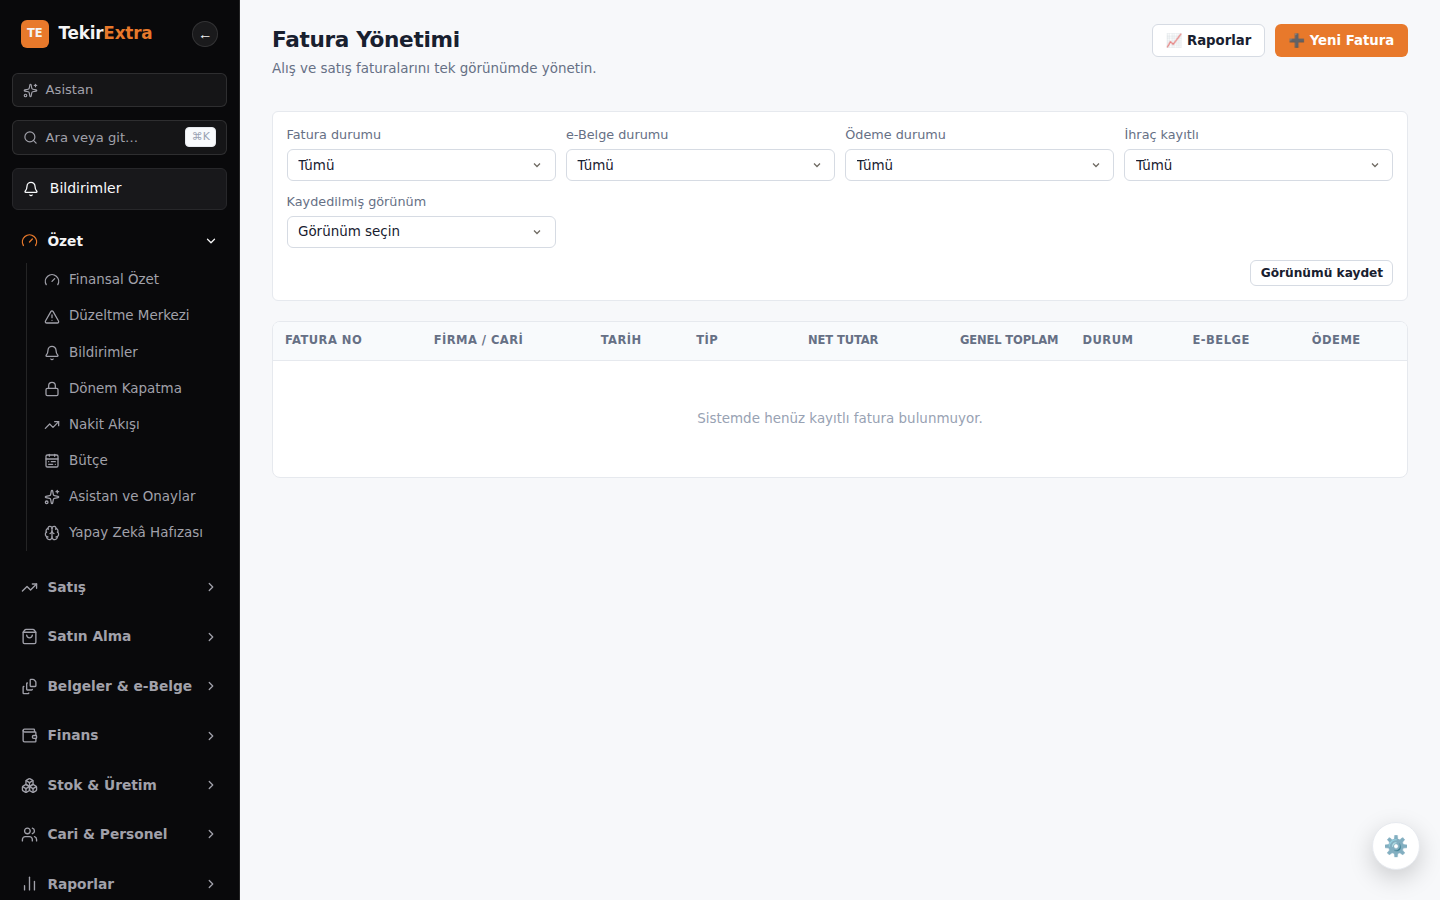 TE TekirExtra ←
Asistan
Ara veya git... ⌘K
Bildirimler
Özet
Finansal Özet
Düzeltme Merkezi
Bildirimler
Dönem Kapatma
Nakit Akışı
Bütçe
Asistan ve Onaylar
Yapay Zekâ Hafızası
Satış
Satın Alma
Belgeler & e-Belge
Finans
Stok & Üretim
Cari & Personel
Raporlar
Fatura Yönetimi
Alış ve satış faturalarını tek görünümde yönetin.
📈 Raporlar ➕ Yeni Fatura
Fatura durumu e-Belge durumu Ödeme durumu İhraç kayıtlı
Tümü Tümü Tümü Tümü
Kaydedilmiş görünüm
Görünüm seçin
Görünümü kaydet
FATURA NO FİRMA / CARİ TARİH TİP NET TUTAR GENEL TOPLAM DURUM E-BELGE ÖDEME
Sistemde henüz kayıtlı fatura bulunmuyor.